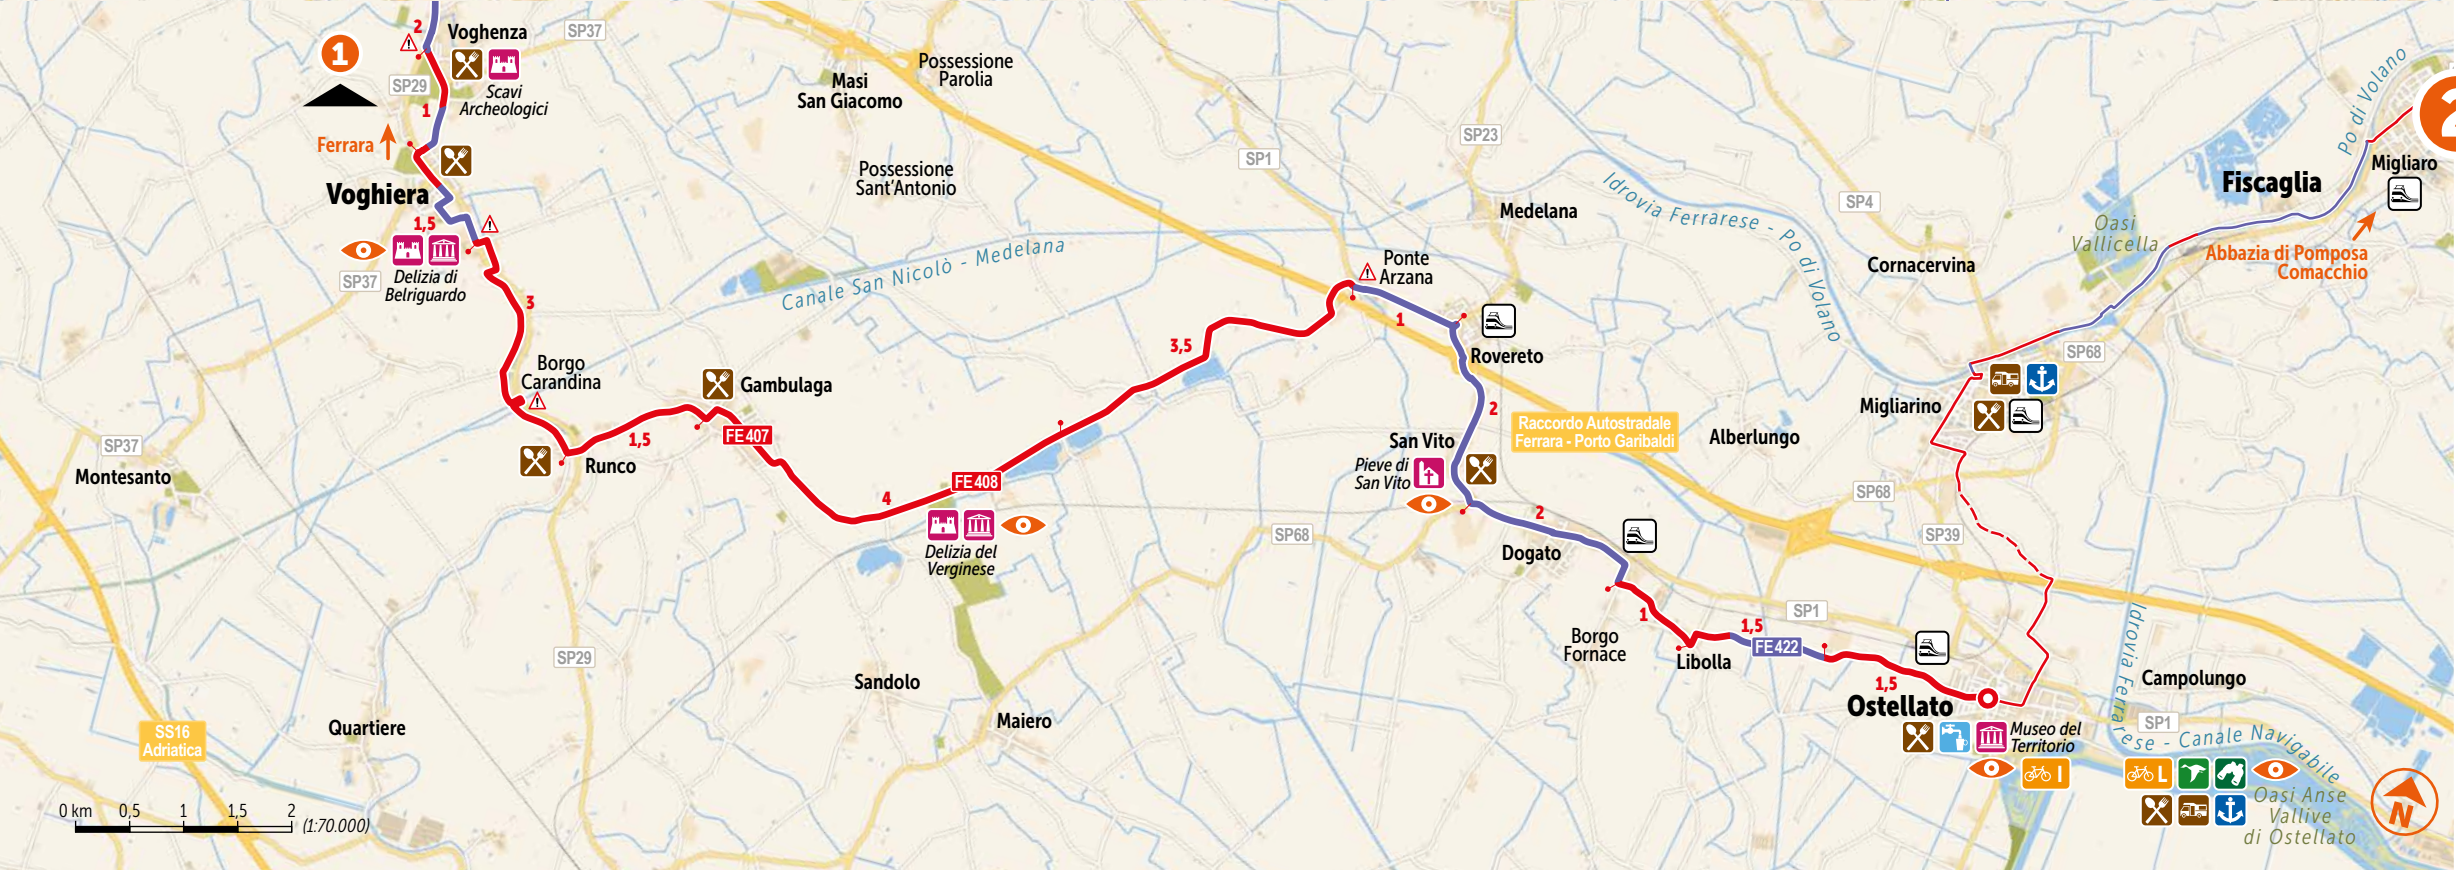 1
2
Voghenza
Scavi
Archeologici
SP37
SP29
1
Ferrara
Voghiera
1,5
Delizia di
Belriguardo
SP37
3
Borgo
Carandina
Runco
1,5
Gambulaga
FE407
4
FE408
Delizia del
Verginese
3,5
Masi
San Giacomo
Possessione
Parolia
Possessione
Sant'Antonio
Canale San Nicolò - Medelana
SP1
SP23
Medelana
Ponte
Arzana
1
Rovereto
2
Raccordo Autostradale
Ferrara - Porto Garibaldi
San Vito
Pieve di
San Vito
2
Dogato
SP68
Borgo
Fornace
1
Libolla
1,5
FE422
1,5
SP1
Ostellato
Museo del
Territorio
I
Idrovia Ferrarese - Po di Volano
SP4
Cornacervina
Oasi
Vallicella
Fiscaglia
Po di Volano
2
Migliaro
Abbazia di Pomposa
Comacchio
SP68
Migliarino
Alberlungo
SP68
SP39
Campolungo
SP1
Idrovia Ferrarese - Canale Navigabile
L
Oasi Anse
Vallive
di Ostellato
N
SP37
Montesanto
SP29
Sandolo
Maiero
Quartiere
SS16
Adriatica
0 km 0,5 1 1,5 2
(1:70.000)